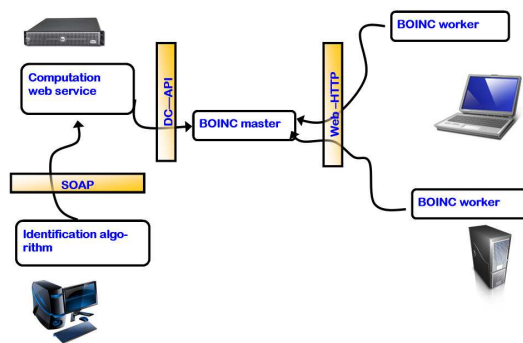 BOINC worker
Computation
web service
DC—API
BOINC master
Web –HTTP
SOAP
BOINC worker
Identification algo-
rithm